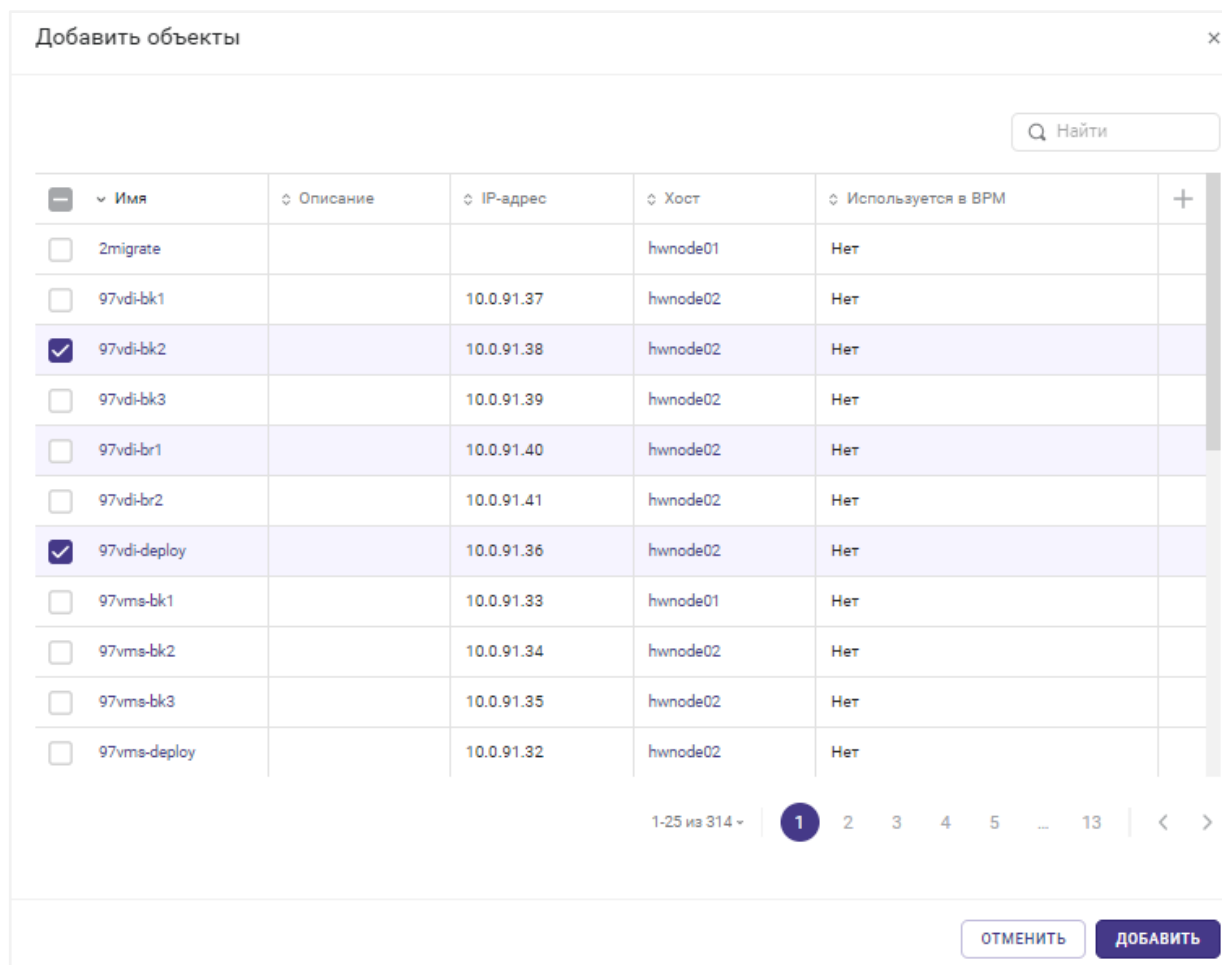 Добавить объекты
Найти
Имя Описание IP-адрес Хост Используется в ВРМ
2migrate hwnode01 Нет
97vdi-bk1 10.0.91.37 hwnode02 Нет
97vdi-bk2 10.0.91.38 hwnode02 Нет
97vdi-bk3 10.0.91.39 hwnode02 Нет
97vdi-br1 10.0.91.40 hwnode02 Нет
97vdi-br2 10.0.91.41 hwnode02 Нет
97vdi-deploy 10.0.91.36 hwnode02 Нет
97vms-bk1 10.0.91.33 hwnode01 Нет
97vms-bk2 10.0.91.34 hwnode02 Нет
97vms-bk3 10.0.91.35 hwnode02 Нет
97vms-deploy 10.0.91.32 hwnode02 Нет
1-25 из 314 1 2 3 4 5 ... 13
ОТМЕНИТЬ ДОБАВИТЬ